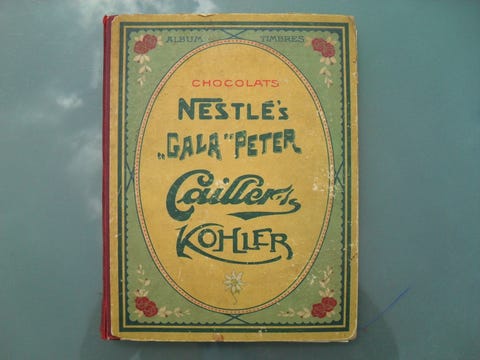 ALBUM TIMBRES
CHOCOLATS
NESTLÉ'S
„GALA" PETER
Cailler's
KOHLER